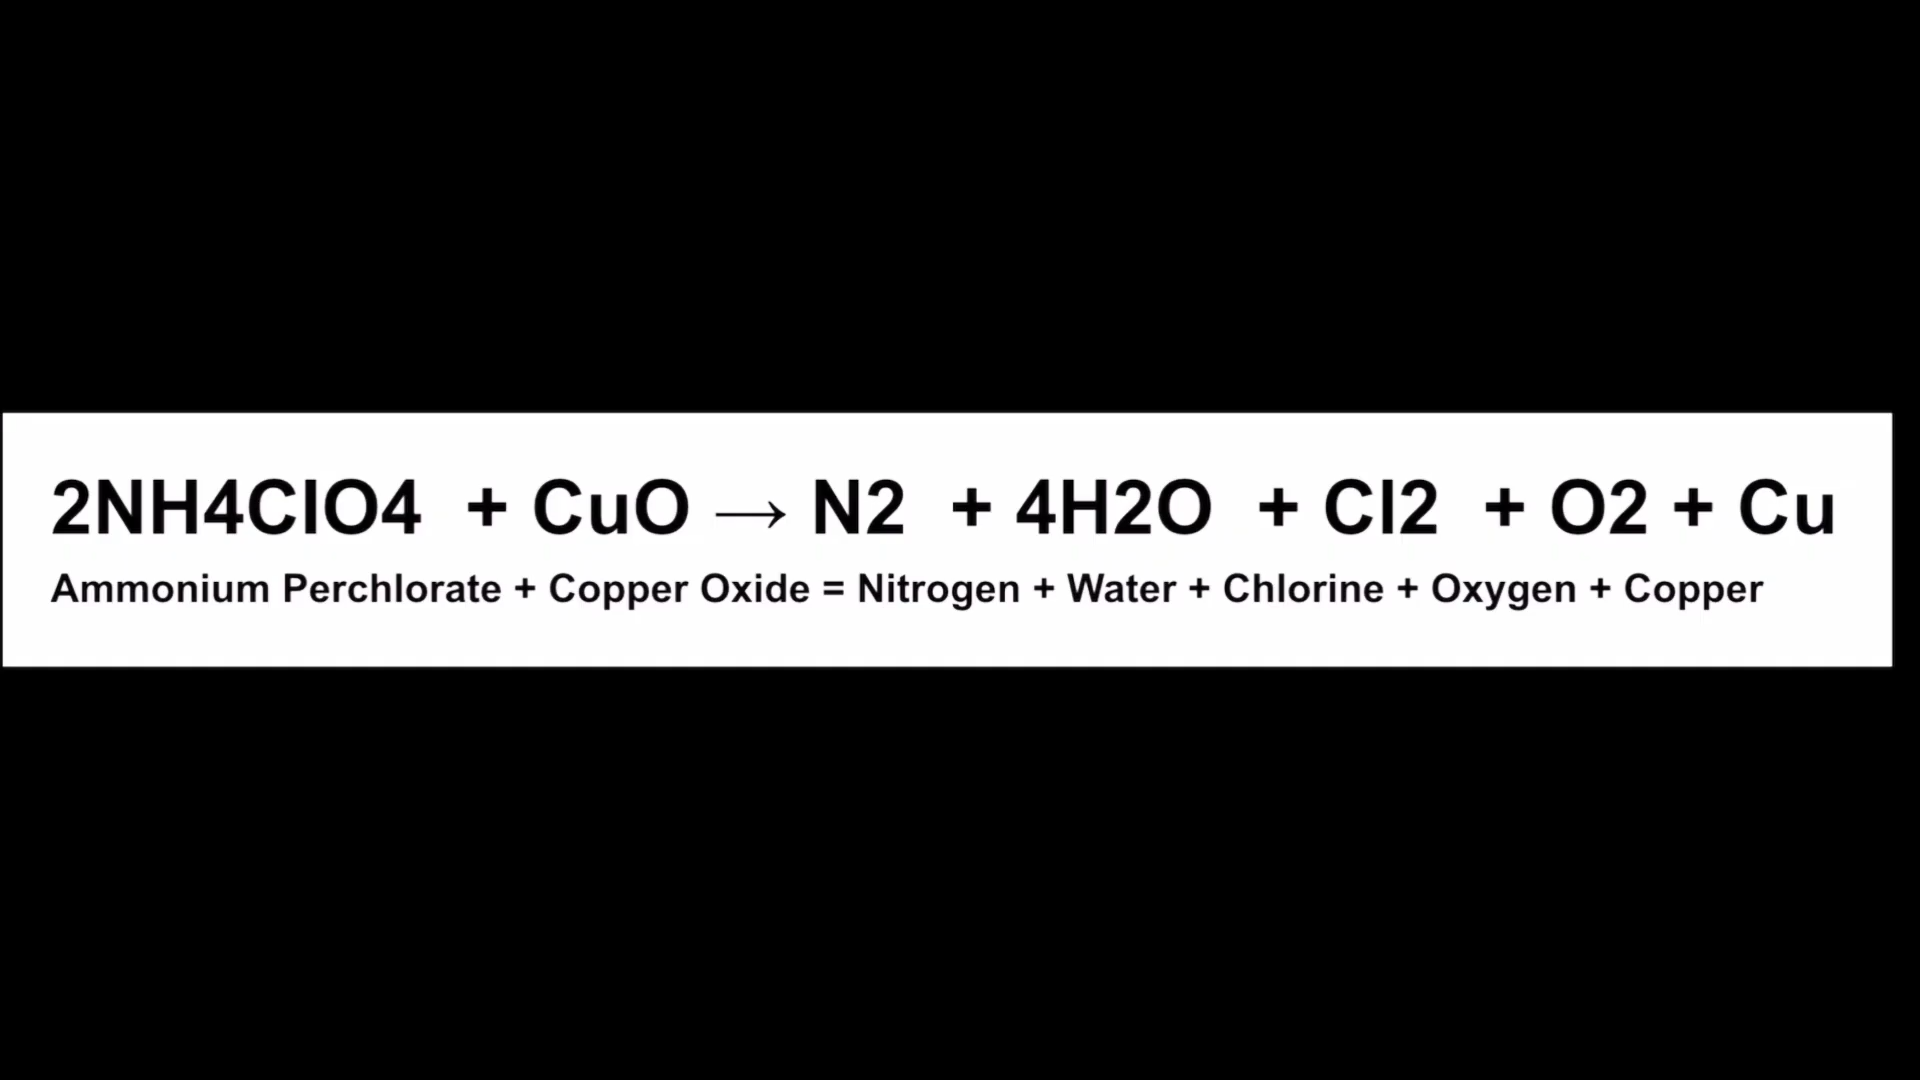 2NH4ClO4 + CuO → N2 + 4H2O + Cl2 + O2 + Cu
Ammonium Perchlorate + Copper Oxide = Nitrogen + Water + Chlorine + Oxygen + Copper